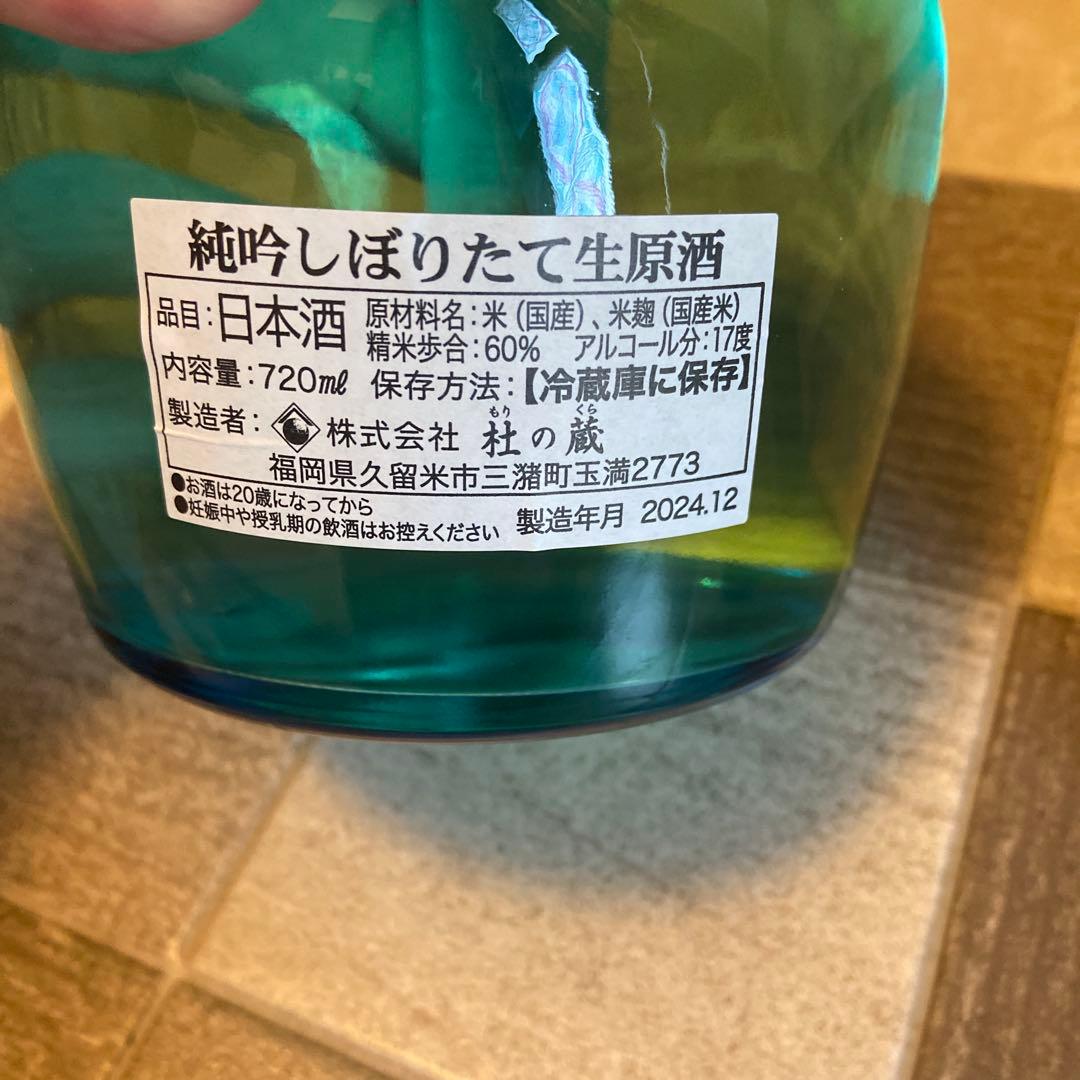 純吟しぼりたて生原酒
品目:日本酒 原材料名:米(国産)、米麹(国産米)
精米歩合:60% アルコール分:17度
内容量:720㎖ 保存方法:【冷蔵庫に保存】
製造者: 株式会社 杜の蔵
もり くら
福岡県久留米市三潴町玉満2773
●お酒は20歳になってから
●妊娠中や授乳期の飲酒はお控えください 製造年月 2024.12